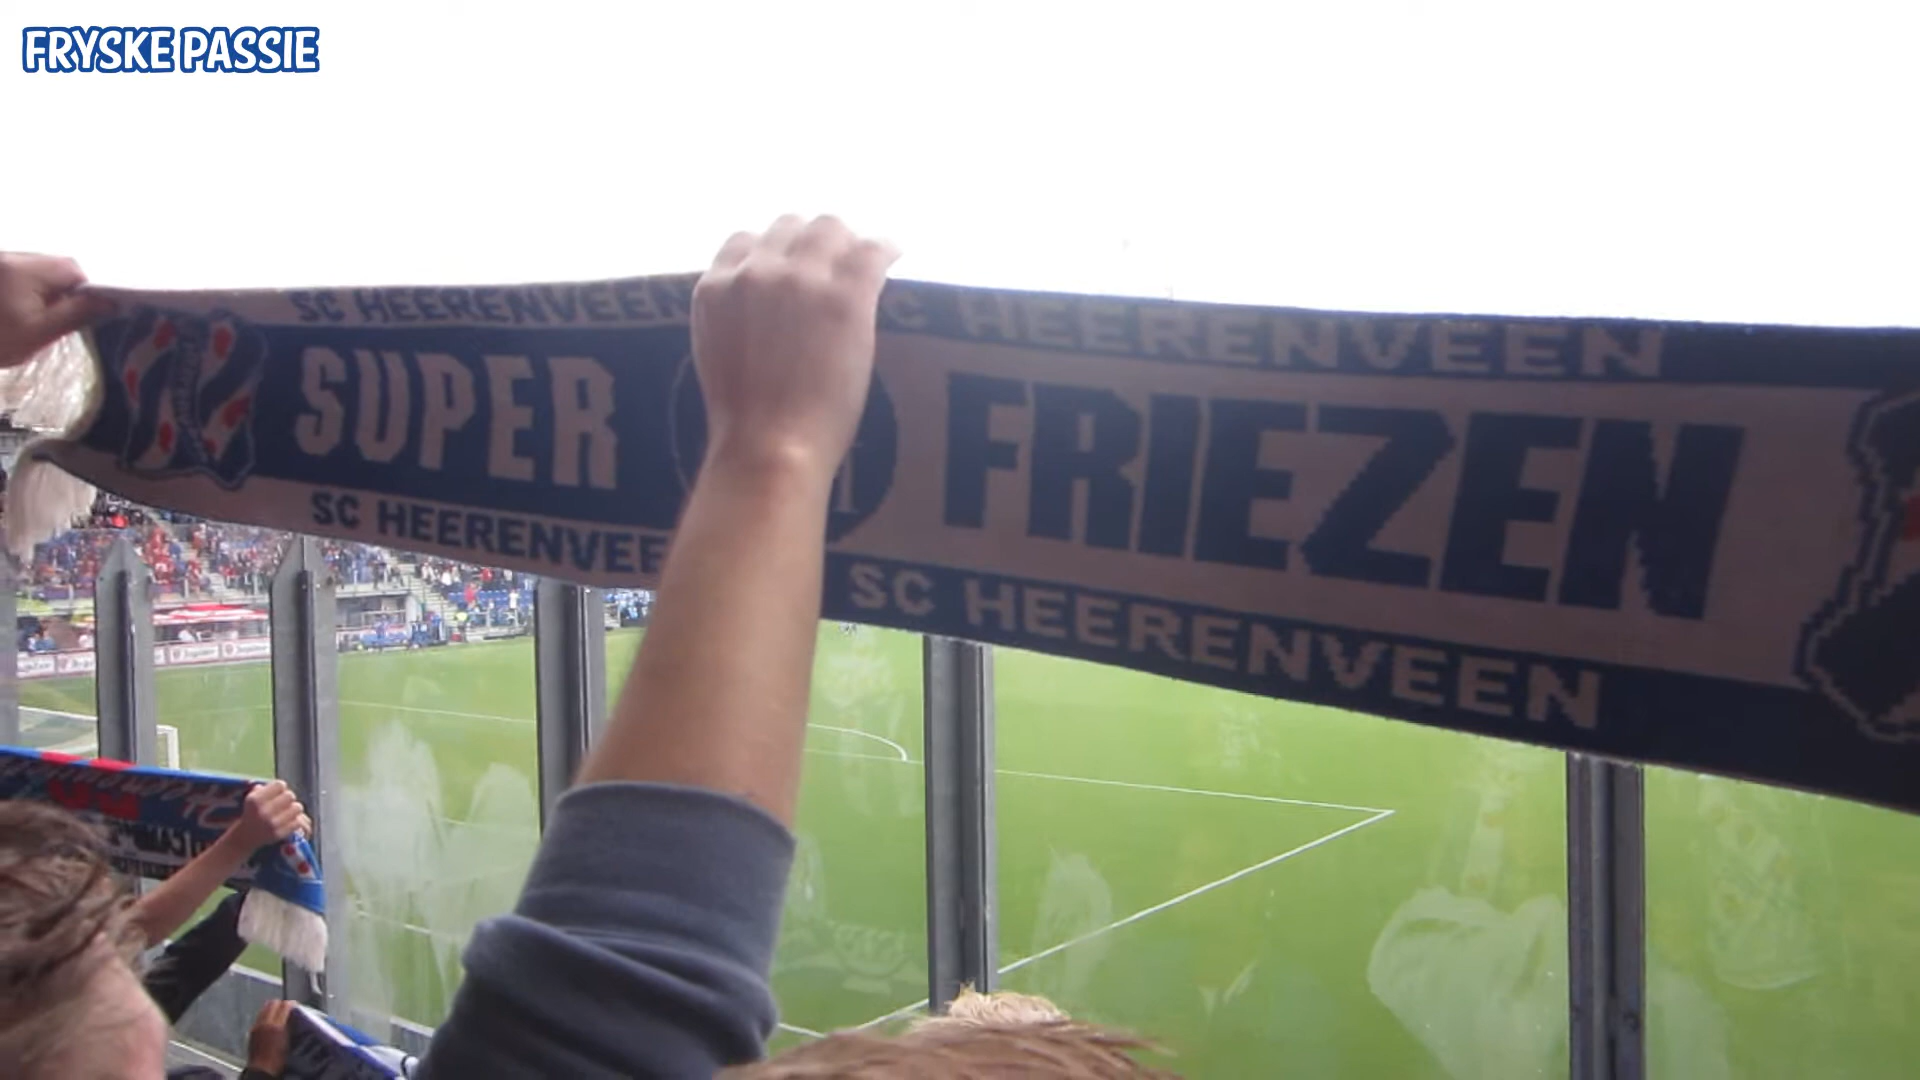 FRYSKE PASSIE
SC HEERENVEEN
SC HEERENVEEN
SUPER FRIEZEN
SC HEERENVEE
SC HEERENVEEN